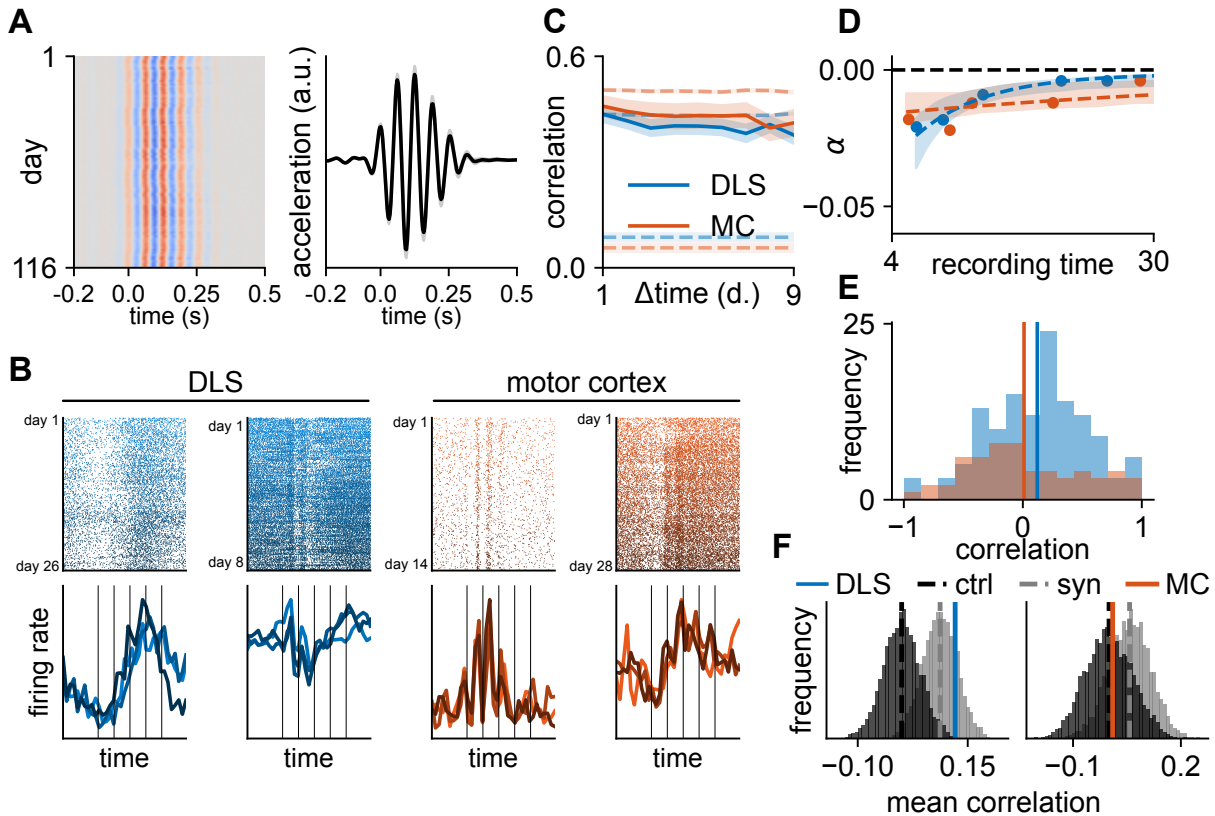 A
1
day
116
-0.2 0.0 0.25 0.5
time (s)
acceleration (a.u.)
-0.2 0.0 0.25 0.5
time (s)
C
0.6
correlation
0.0
DLS
MC
1 Δtime (d.) 9
D
0.00
α
−0.05
4 recording time 30
B
DLS
motor cortex
day 1
day 26
day 1
day 8
day 1
day 14
day 1
day 28
firing rate
time
time
time
time
E
25
frequency
0
−1 0 1
correlation
F
DLS ctrl syn MC
frequency
−0.10 0.15
−0.1 0.2
mean correlation